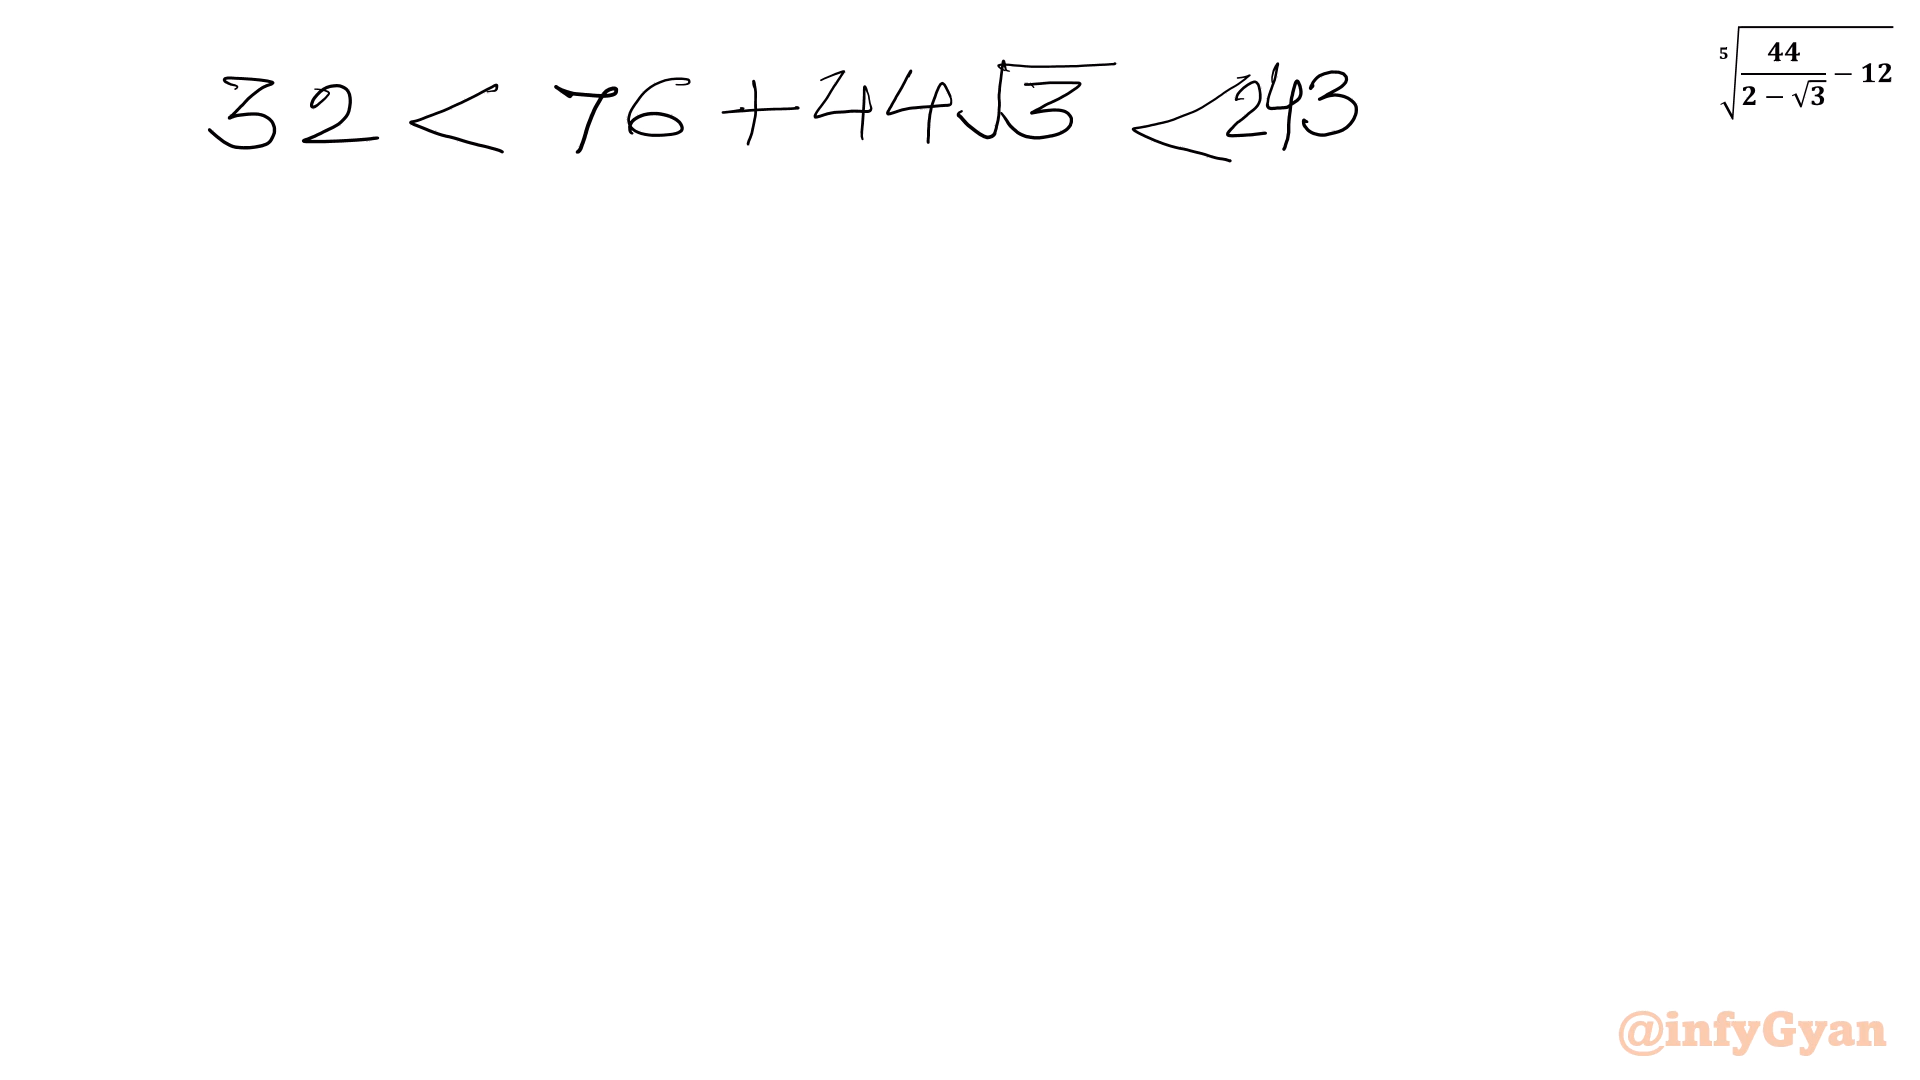 32 < 76 + 44√3 < 243
⁵√(44/(2 − √3) − 12)
@infyGyan